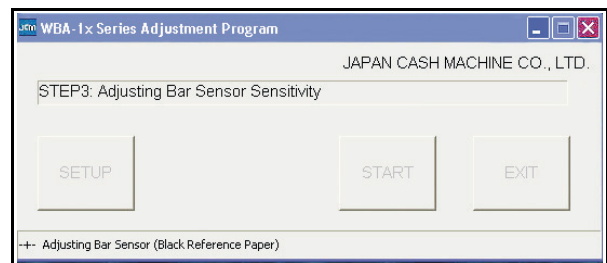 JCM WBA-1x Series Adjustment Program
JAPAN CASH MACHINE CO., LTD.
STEP3: Adjusting Bar Sensor Sensitivity
SETUP START EXIT
-+- Adjusting Bar Sensor (Black Reference Paper)